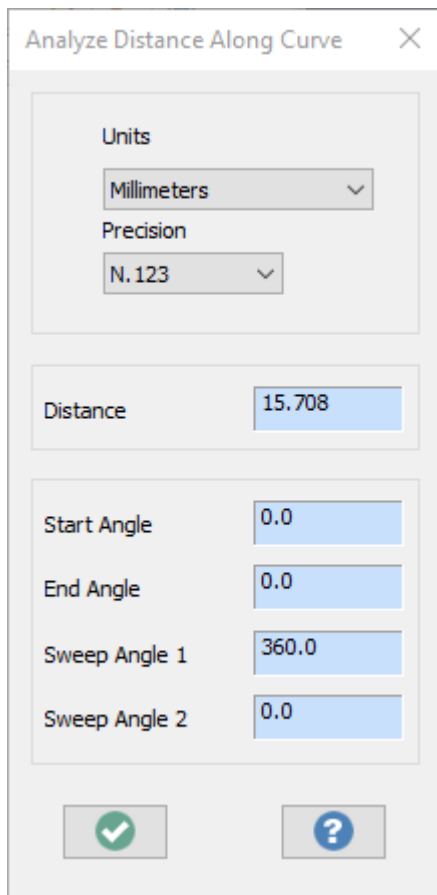 Analyze Distance Along Curve
Units
Millimeters
Precision
N.123
Distance 15.708
Start Angle 0.0
End Angle 0.0
Sweep Angle 1 360.0
Sweep Angle 2 0.0
?